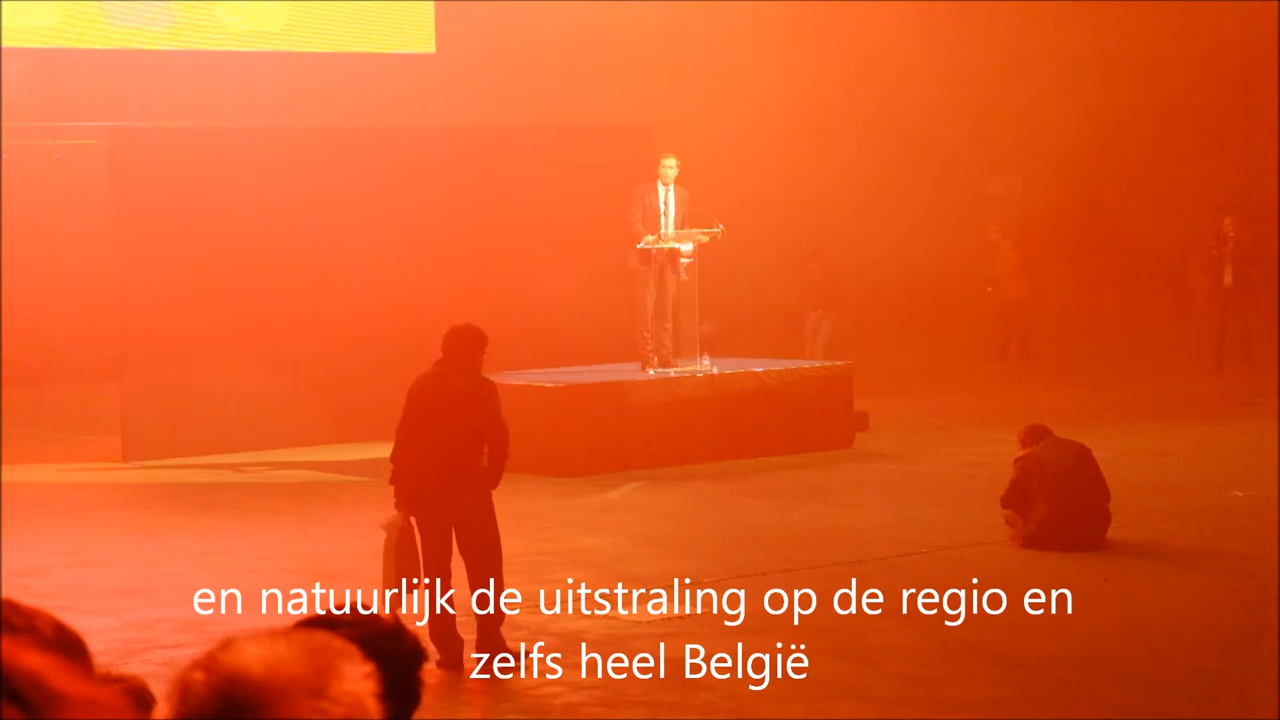 en natuurlijk de uitstraling op de regio en
zelfs heel België